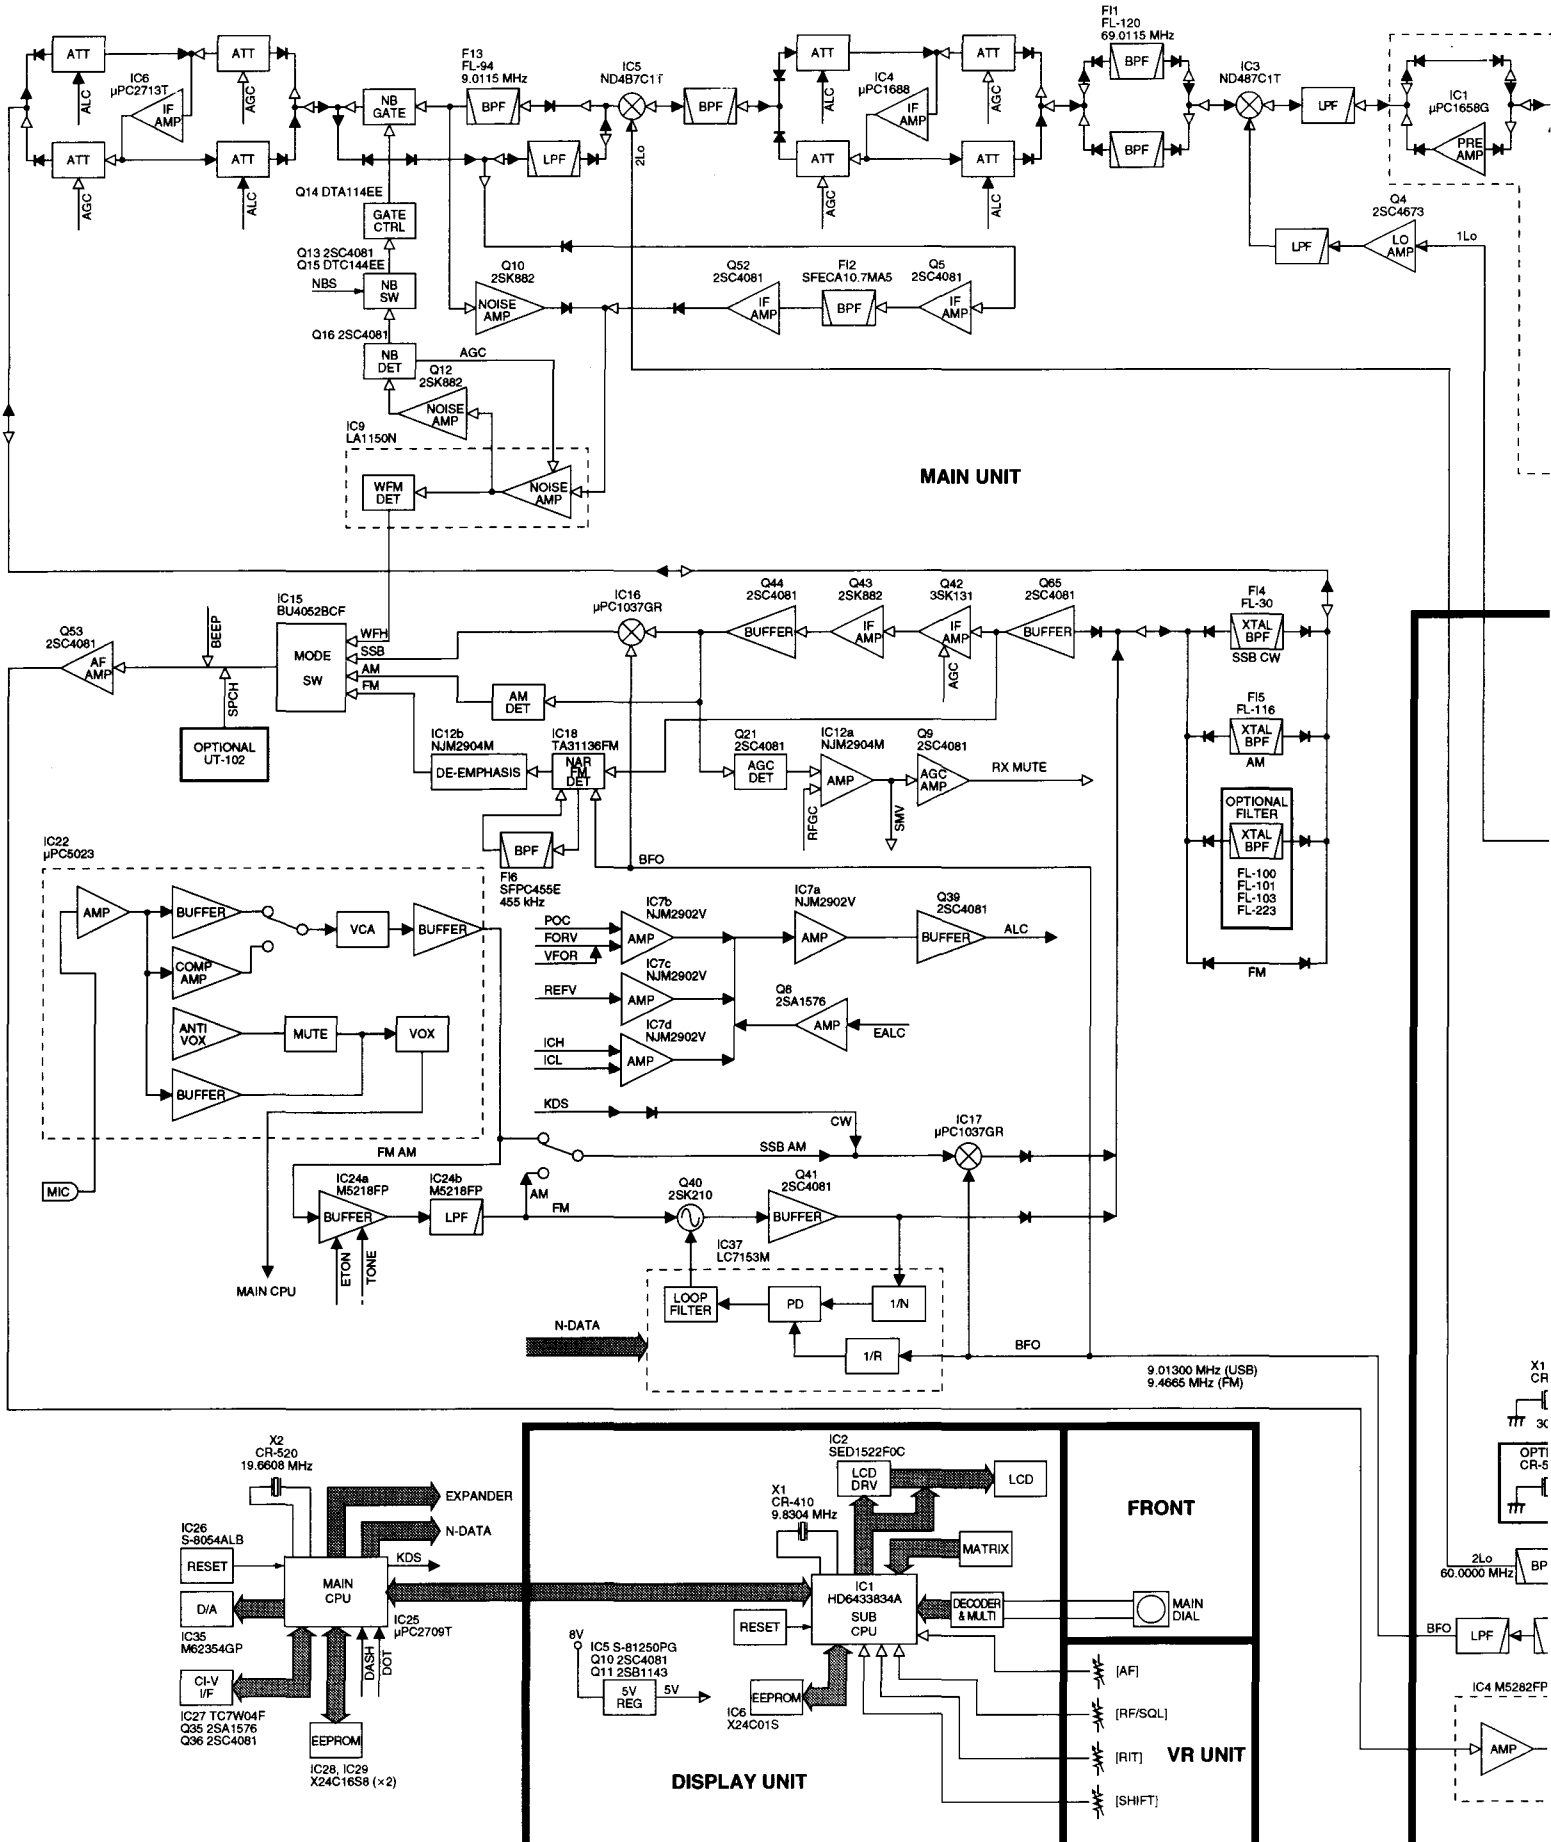 FI1
FL-120
69.0115 MHz
F13
FL-94
9.0115 MHz
IC5
ND4B7C1T
IC3
ND487C1T
ATT
ATT
IC6
µPC2713T
ALC
AGC
IF
AMP
NB
GATE
BPF
BPF
ATT
ATT
IC4
µPC1688
ALC
AGC
IF
AMP
BPF
LPF
IC1
µPC1658G
ATT
ATT
AGC
ALC
LPF
2Lo
ATT
ATT
AGC
ALC
BPF
PRE
AMP
Q14 DTA114EE
GATE
CTRL
Q4
2SC4673
LPF
LO
AMP
1Lo
Q13 2SC4081
Q15 DTC144EE
NBS
NB
SW
Q10
2SK882
NOISE
AMP
Q52
2SC4081
IF
AMP
FI2
SFECA10.7MA5
BPF
Q5
2SC4081
IF
AMP
Q16 2SC4081
NB
DET
AGC
Q12
2SK882
NOISE
AMP
IC9
LA1150N
WFM
DET
NOISE
AMP
MAIN UNIT
IC15
BU4052BCF
MODE
SW
WFH
SSB
AM
FM
Q53
2SC4081
AF
AMP
BEEP
SPCH
OPTIONAL
UT-102
IC16
µPC1037GR
Q44
2SC4081
BUFFER
Q43
2SK882
IF
AMP
Q42
3SK131
IF
AMP
AGC
Q65
2SC4081
BUFFER
FI4
FL-30
XTAL
BPF
SSB CW
AM
DET
FI5
FL-116
XTAL
BPF
AM
IC12b
NJM2904M
DE-EMPHASIS
IC18
TA31136FM
NAR
FM
DET
Q21
2SC4081
AGC
DET
IC12a
NJM2904M
AMP
RFGC
SMV
Q9
2SC4081
AGC
AMP
RX MUTE
OPTIONAL
FILTER
XTAL
BPF
FL-100
FL-101
FL-103
FL-223
FM
BPF
FI6
SFPC455E
455 kHz
BFO
IC22
µPC5023
AMP
BUFFER
VCA
BUFFER
COMP
AMP
ANTI
VOX
MUTE
VOX
BUFFER
POC
FORV
VFOR
IC7b
NJM2902V
AMP
IC7a
NJM2902V
AMP
Q39
2SC4081
BUFFER
ALC
REFV
IC7c
NJM2902V
AMP
Q8
2SA1576
AMP
EALC
ICH
ICL
IC7d
NJM2902V
AMP
KDS
CW
SSB AM
IC17
µPC1037GR
FM AM
MIC
IC24a
M5218FP
BUFFER
IC24b
M5218FP
LPF
AM
FM
ETON
TONE
MAIN CPU
Q40
2SK210
Q41
2SC4081
BUFFER
IC37
LC7153M
LOOP
FILTER
PD
1/N
1/R
N-DATA
BFO
9.01300 MHz (USB)
9.4665 MHz (FM)
X1
CR
30
OPTI
CR-5
X2
CR-520
19.6608 MHz
EXPANDER
N-DATA
KDS
IC26
S-8054ALB
RESET
MAIN
CPU
D/A
IC35
M62354GP
IC25
µPC2709T
DASH
DOT
CI-V
I/F
IC27 TC7W04F
Q35 2SA1576
Q36 2SC4081
EEPROM
IC28, IC29
X24C16S8 (×2)
IC2
SED1522F0C
LCD
DRV
LCD
X1
CR-410
9.8304 MHz
MATRIX
IC1
HD6433834A
SUB
CPU
DECODER
& MULTI
MAIN
DIAL
FRONT
RESET
8V
IC5 S-81250PG
Q10 2SC4081
Q11 2SB1143
5V
REG
5V
EEPROM
IC6
X24C01S
[AF]
[RF/SQL]
[RIT]
[SHIFT]
VR UNIT
DISPLAY UNIT
2Lo
60.0000 MHz
BP
BFO
LPF
IC4 M5282FP
AMP